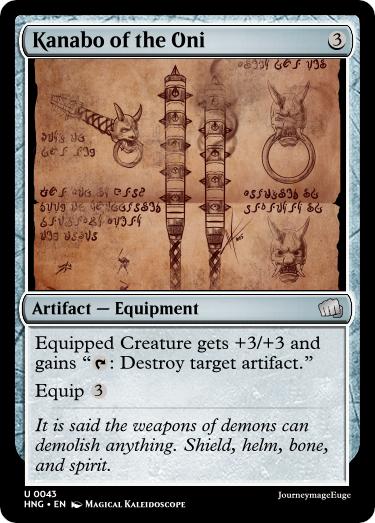 Kanabo of the Oni
3
Artifact — Equipment
Equipped Creature gets +3/+3 and
gains “: Destroy target artifact.”
Equip 3
It is said the weapons of demons can
demolish anything. Shield, helm, bone,
and spirit.
U 0043
HNG • EN Magical Kaleidoscope
JourneymageEuge